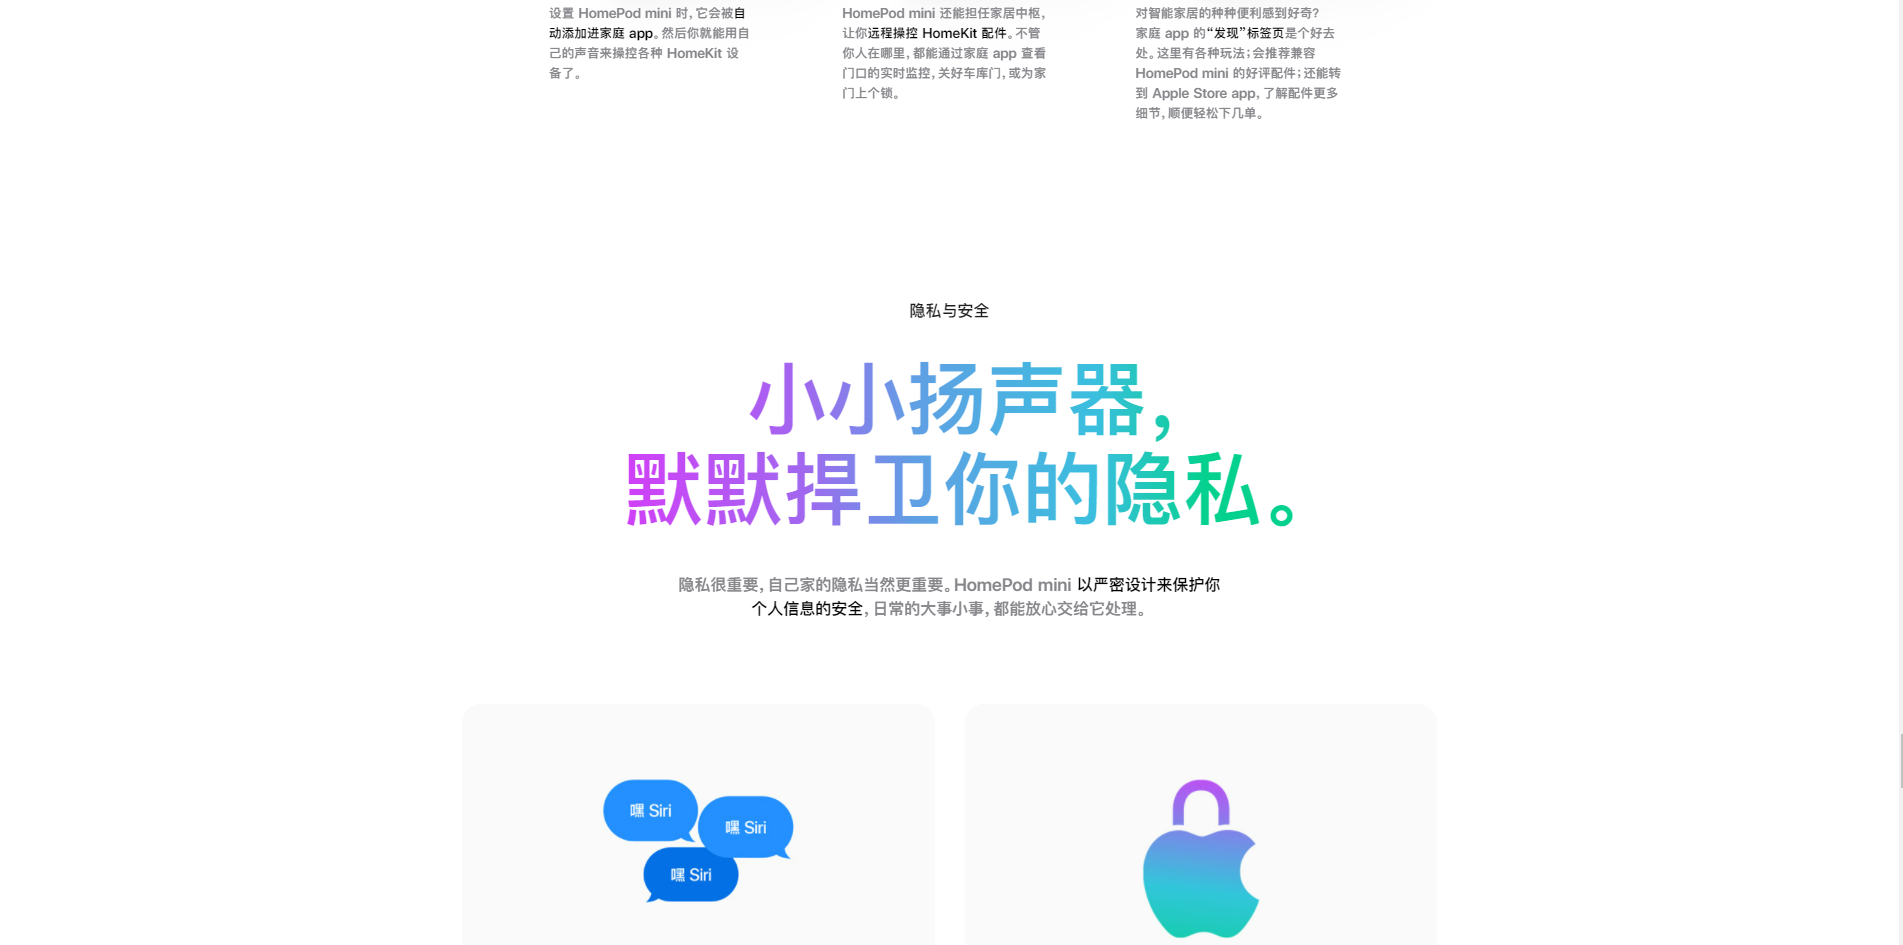 设置 HomePod mini 时，它会被自
动添加进家庭 app。然后你就能用自
己的声音来操控各种 HomeKit 设
备了。
HomePod mini 还能担任家居中枢，
让你远程操控 HomeKit 配件。不管
你人在哪里，都能通过家庭 app 查看
门口的实时监控，关好车库门，或为家
门上个锁。
对智能家居的种种便利感到好奇？
家庭 app 的“发现”标签页是个好去
处。这里有各种玩法；会推荐兼容
HomePod mini 的好评配件；还能转
到 Apple Store app，了解配件更多
细节，顺便轻松下几单。
隐私与安全
小小扬声器，
默默捍卫你的隐私。
隐私很重要，自己家的隐私当然更重要。HomePod mini 以严密设计来保护你
个人信息的安全，日常的大事小事，都能放心交给它处理。
嘿 Siri
嘿 Siri
嘿 Siri